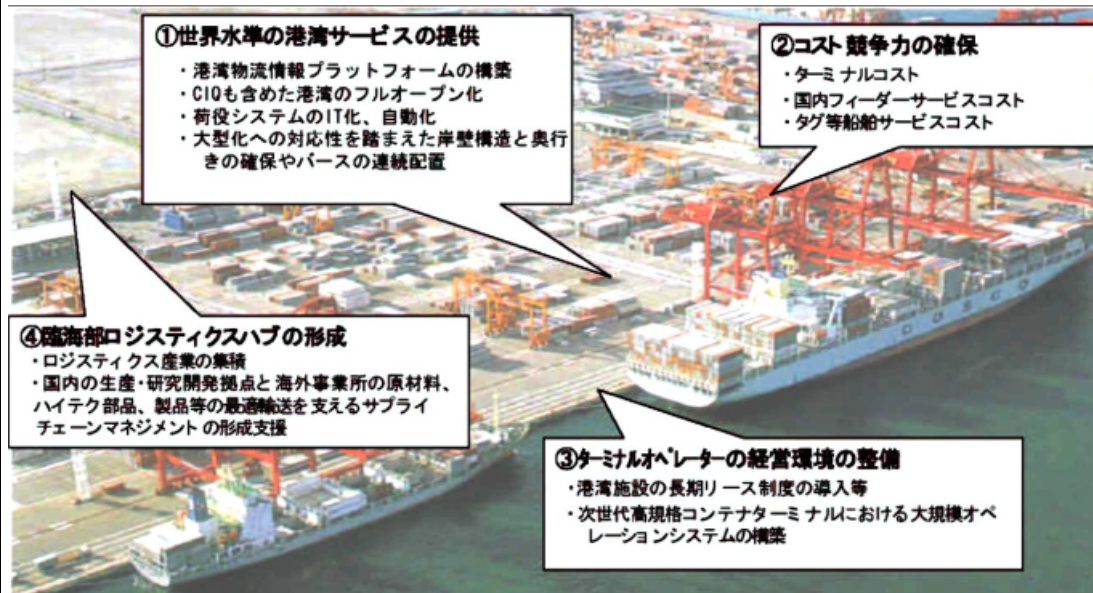 ①世界水準の港湾サービスの提供
・港湾物流情報プラットフォームの構築
・CIQも含めた港湾のフルオープン化
・荷役システムのIT化、自動化
・大型化への対応性を踏まえた岸壁構造と奥行
きの確保やバースの連続配置
②コスト競争力の確保
・ターミナルコスト
・国内フィーダーサービスコスト
・タグ等船舶サービスコスト
④臨海部ロジスティクスハブの形成
・ロジスティクス産業の集積
・国内の生産・研究開発拠点と海外事業所の原材料、
ハイテク部品、製品等の最適輸送を支えるサプライ
チェーンマネジメントの形成支援
③ターミナルオペレーターの経営環境の整備
・港湾施設の長期リース制度の導入等
・次世代高規格コンテナターミナルにおける大規模オペ
レーションシステムの構築